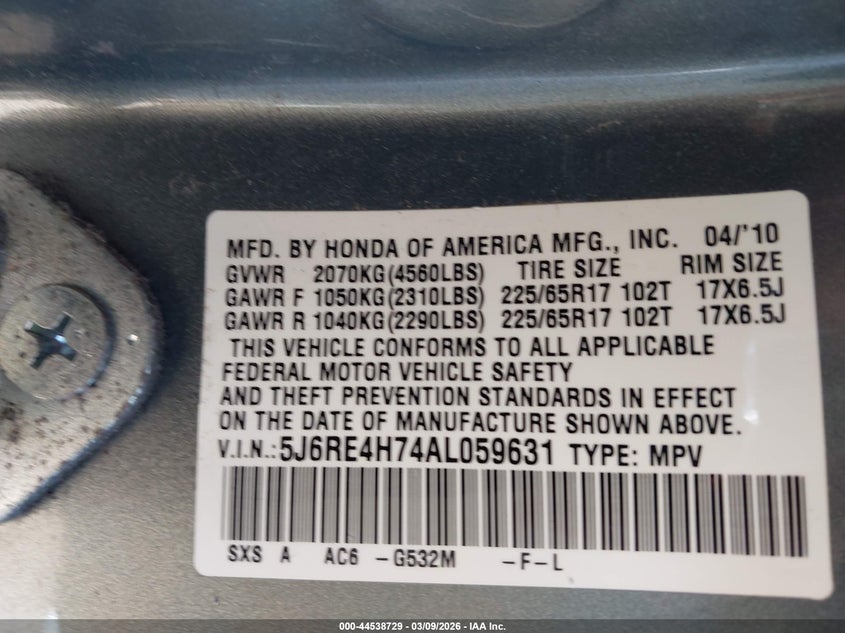 MFD. BY HONDA OF AMERICA MFG., INC. 04/'10
GVWR 2070KG(4560LBS) TIRE SIZE RIM SIZE
GAWR F 1050KG(2310LBS) 225/65R17 102T 17X6.5J
GAWR R 1040KG(2290LBS) 225/65R17 102T 17X6.5J
THIS VEHICLE CONFORMS TO ALL APPLICABLE
FEDERAL MOTOR VEHICLE SAFETY
AND THEFT PREVENTION STANDARDS IN EFFECT
ON THE DATE OF MANUFACTURE SHOWN ABOVE.
V.I.N.:5J6RE4H74AL059631 TYPE: MPV
SXS A AC6 -G532M -F-L
000-44538729 - 03/09/2026 - IAA Inc.